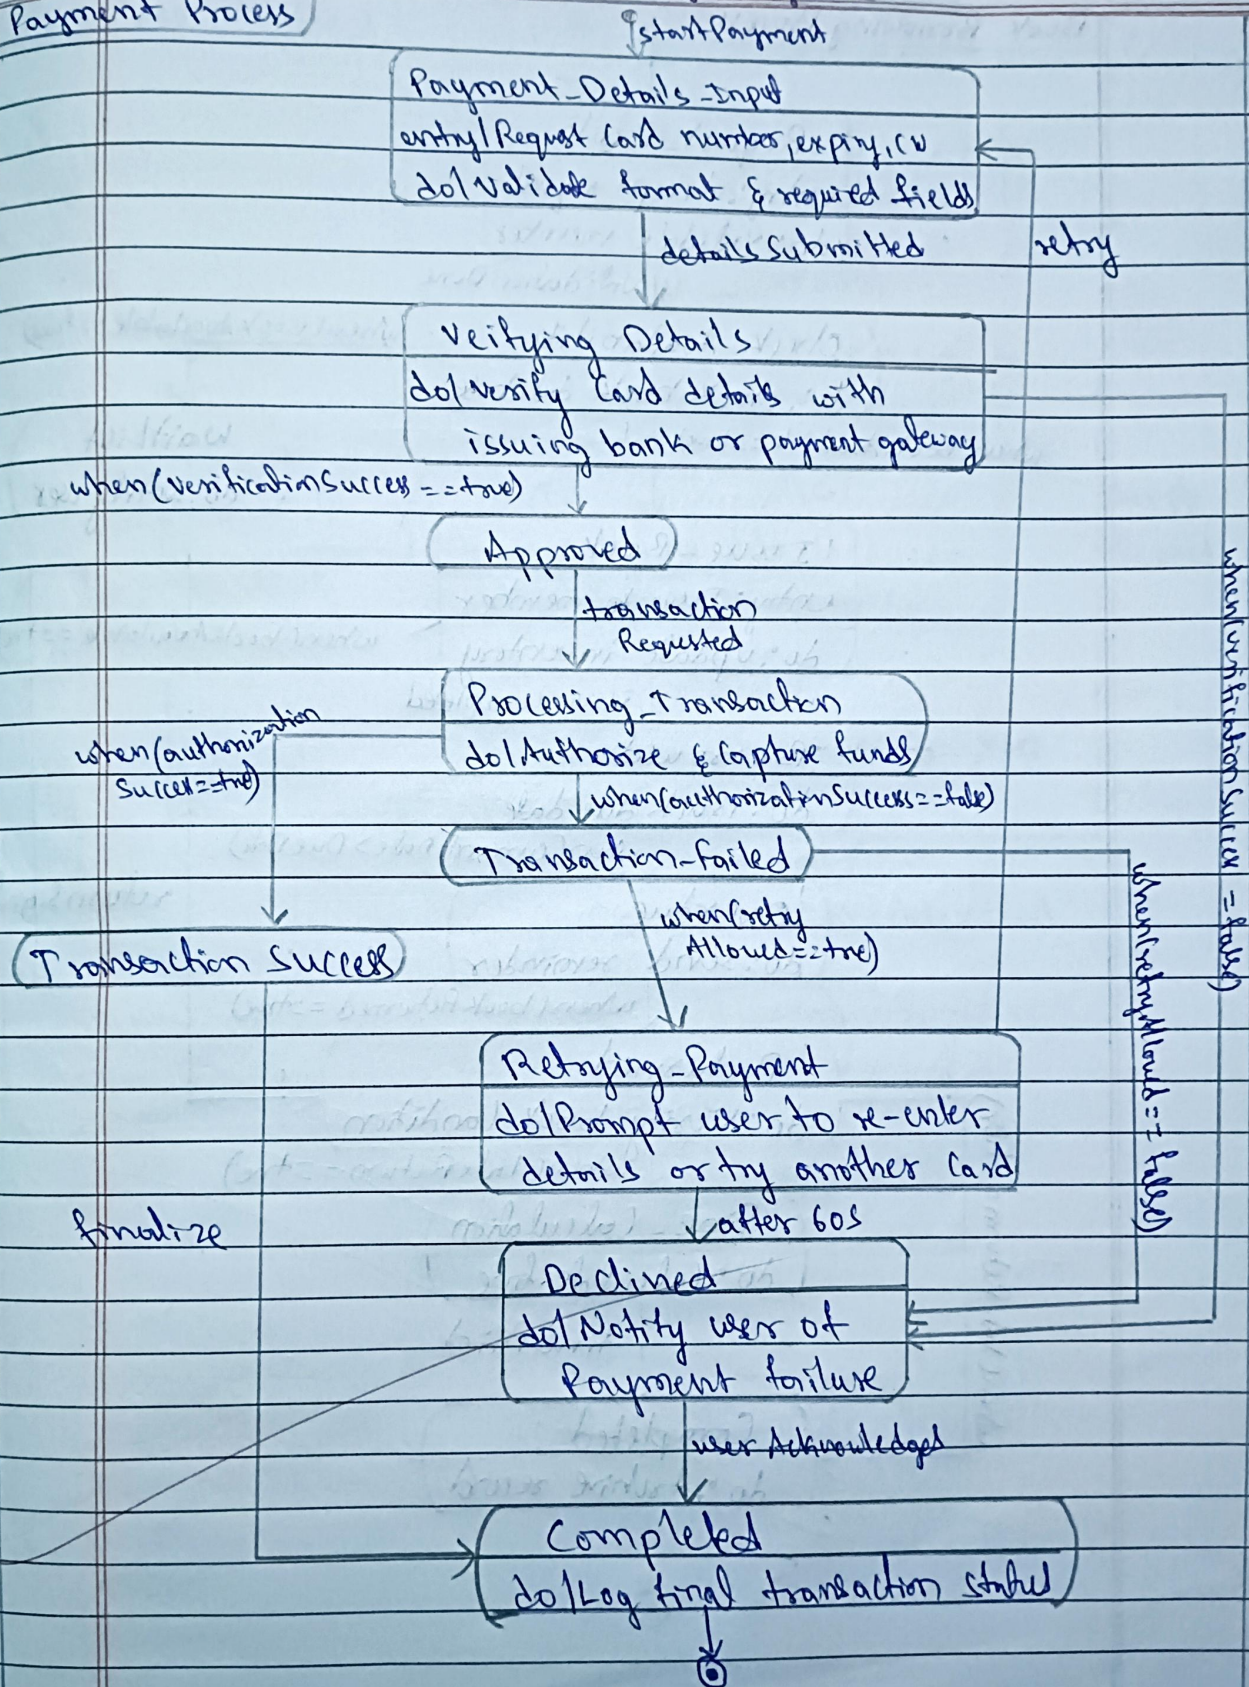 Payment Process
startPayment
Payment_Details_Input
entry/Request Card number, expiry, cvv
do/Validate format & required fields
detailsSubmitted
retry
Veifying Details
do/verify Card details with
issuing bank or payment gateway
when(verificationSuccess==true)
Approved
transaction
Requested
Processing_Transaction
do/Authorize & Capture funds
when(authorization
Success==true)
when(authorizationSuccess==false)
Transaction_failed
when(retry
Allowed==true)
Transaction Success
when(retryAllowed==false)
when(verificationSuccess=false)
Retrying_Payment
do/Prompt user to re-enter
details or try another Card
finalize
after 60s
Declined
do/Notify user of
Payment failure
user Acknowledged
Completed
do/Log final transaction status